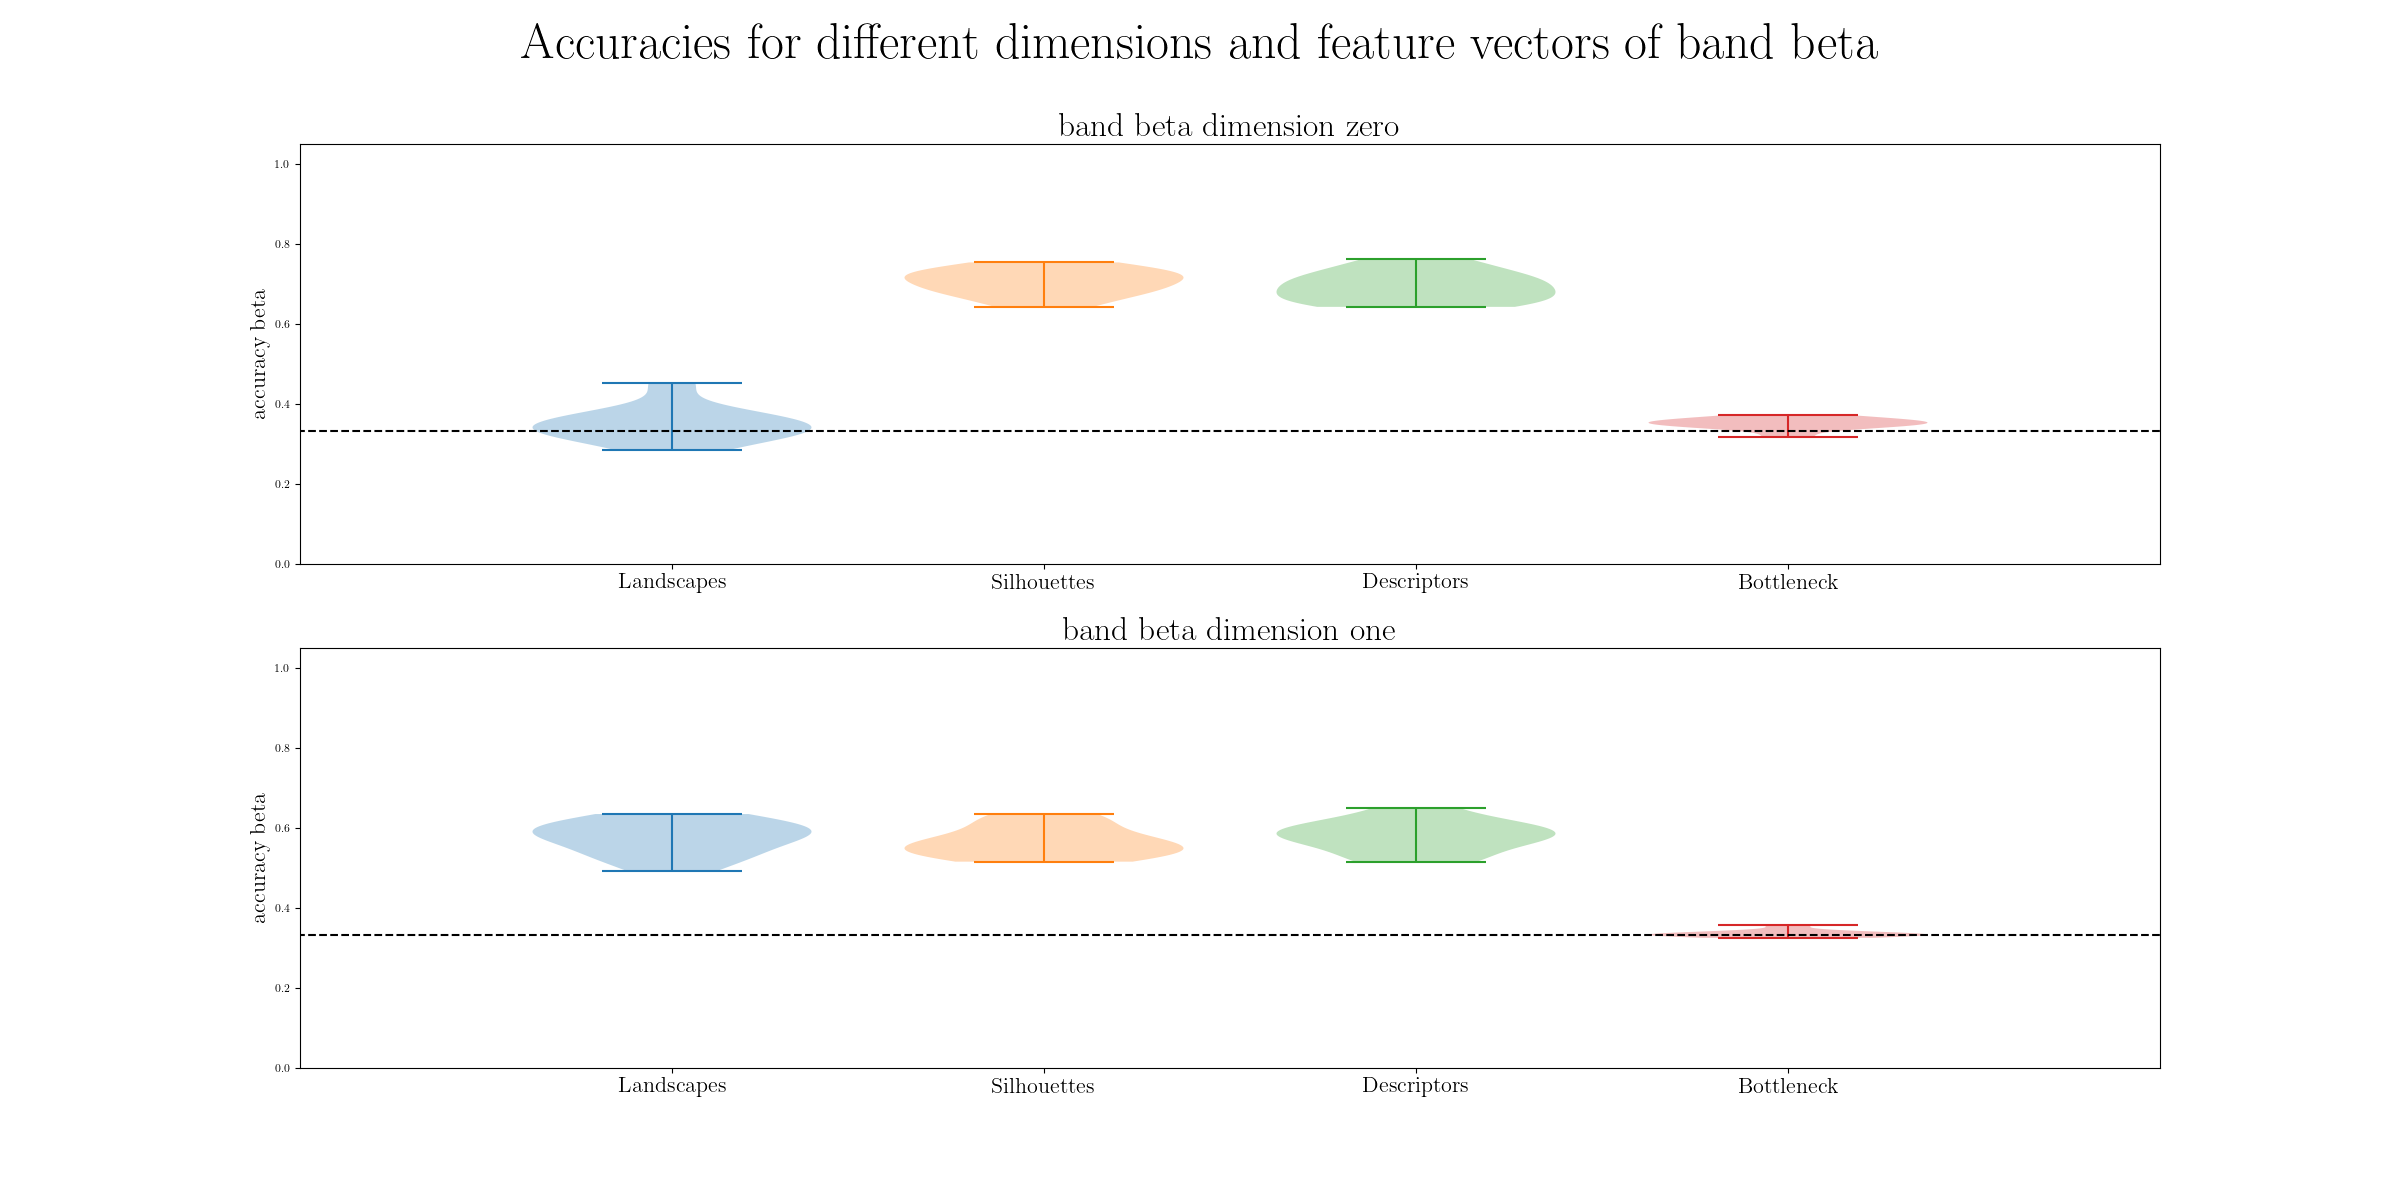 Accuracies for different dimensions and feature vectors of band beta
band beta dimension zero
1.0
0.8
0.6
0.4
0.2
0.0
accuracy beta
Landscapes Silhouettes Descriptors Bottleneck
band beta dimension one
1.0
0.8
0.6
0.4
0.2
0.0
accuracy beta
Landscapes Silhouettes Descriptors Bottleneck